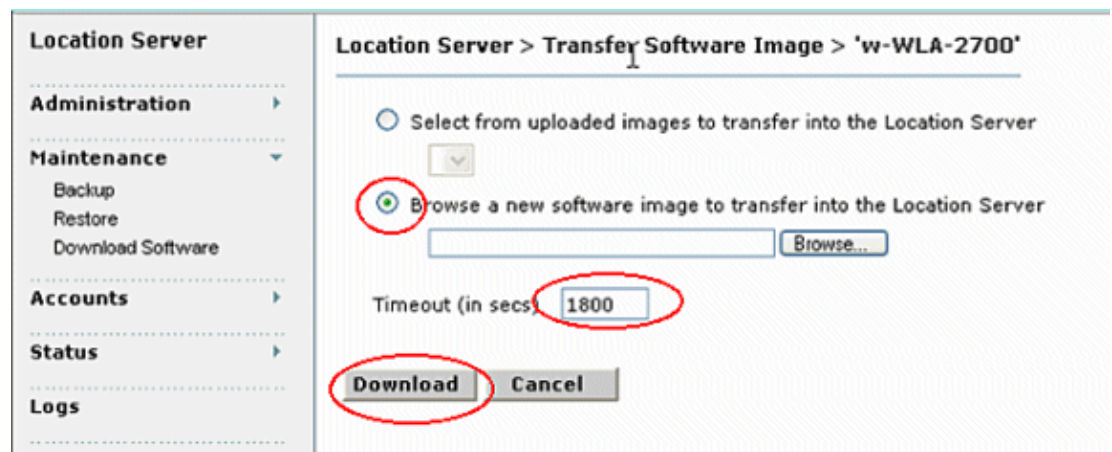 Location Server
Administration
Maintenance
Backup
Restore
Download Software
Accounts
Status
Logs
Location Server > Transfer Software Image > 'w-WLA-2700'
Select from uploaded images to transfer into the Location Server
Browse a new software image to transfer into the Location Server
Browse...
Timeout (in secs) 1800
Download Cancel